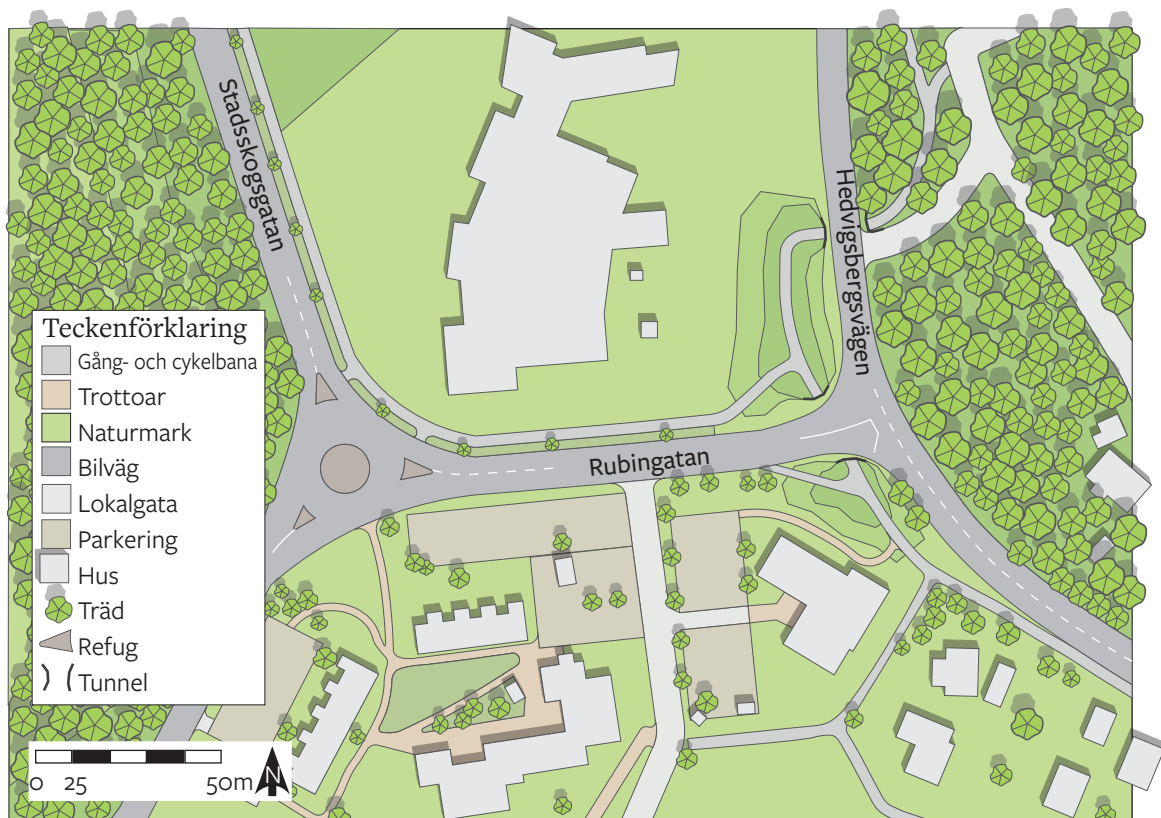 Stadsskogsgatan
Hedvigsbergsvägen
Rubingatan
Teckenförklaring
Gång- och cykelbana
Trottoar
Naturmark
Bilväg
Lokalgata
Parkering
Hus
Träd
Refug
Tunnel
0 25 50m
N